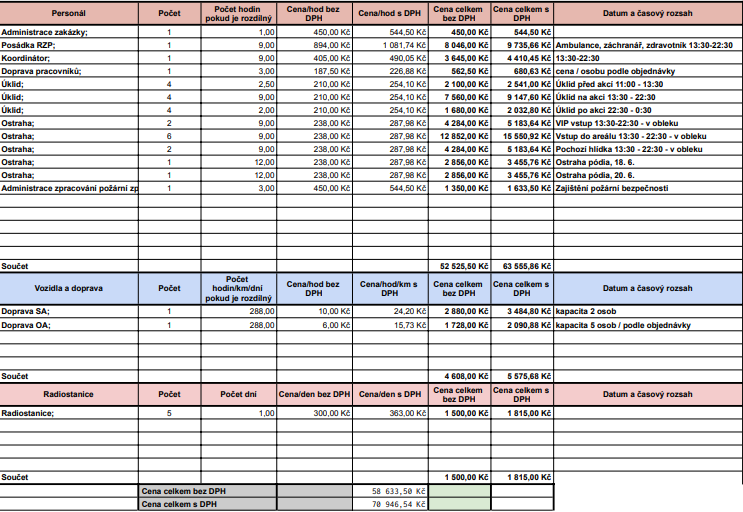 Personál Počet Počet hodin pokud je rozdílný Cena/hod bez DPH Cena/hod s DPH Cena celkem bez DPH Cena celkem s DPH Datum a časový rozsah
Administrace zakázky; 1 1,00 450,00 Kč 544,50 Kč 450,00 Kč 544,50 Kč
Posádka RZP; 1 9,00 894,00 Kč 1 081,74 Kč 8 046,00 Kč 9 735,66 Kč Ambulance, záchranář, zdravotník 13:30-22:30
Koordinátor; 1 9,00 405,00 Kč 490,05 Kč 3 645,00 Kč 4 410,45 Kč 13:30-22:30
Doprava pracovníků; 1 3,00 187,50 Kč 226,88 Kč 562,50 Kč 680,63 Kč cena / osobu podle objednávky
Úklid; 4 2,50 210,00 Kč 254,10 Kč 2 100,00 Kč 2 541,00 Kč Úklid před akcí 11:00 - 13:30
Úklid; 4 9,00 210,00 Kč 254,10 Kč 7 560,00 Kč 9 147,60 Kč Úklid na akci 13:30 - 22:30
Úklid; 4 2,00 210,00 Kč 254,10 Kč 1 680,00 Kč 2 032,80 Kč Úklid po akci 22:30 - 0:30
Ostraha; 2 9,00 238,00 Kč 287,98 Kč 4 284,00 Kč 5 183,64 Kč VIP vstup 13:30-22:30 - v obleku
Ostraha; 6 9,00 238,00 Kč 287,98 Kč 12 852,00 Kč 15 550,92 Kč Vstup do areálu 13:30 - 22:30 - v obleku
Ostraha; 2 9,00 238,00 Kč 287,98 Kč 4 284,00 Kč 5 183,64 Kč Pochozí hlídka 13:30 - 22:30 - v obleku
Ostraha; 1 12,00 238,00 Kč 287,98 Kč 2 856,00 Kč 3 455,76 Kč Ostraha pódia, 18. 6.
Ostraha; 1 12,00 238,00 Kč 287,98 Kč 2 856,00 Kč 3 455,76 Kč Ostraha pódia, 20. 6.
Administrace zpracování požární zp 1 3,00 450,00 Kč 544,50 Kč 1 350,00 Kč 1 633,50 Kč Zajištění požární bezpečnosti
Součet 52 525,50 Kč 63 555,86 Kč
Vozidla a doprava Počet Počet hodin/km/dní pokud je rozdílný Cena/hod bez DPH Cena/hod/km s DPH Cena celkem bez DPH Cena celkem s DPH Datum a časový rozsah
Doprava SA; 1 288,00 10,00 Kč 24,20 Kč 2 880,00 Kč 3 484,80 Kč kapacita 2 osob
Doprava OA; 1 288,00 6,00 Kč 15,73 Kč 1 728,00 Kč 2 090,88 Kč kapacita 5 osob / podle objednávky
Součet 4 608,00 Kč 5 575,68 Kč
Radiostanice Počet Počet dní Cena/den bez DPH Cena/den s DPH Cena celkem bez DPH Cena celkem s DPH Datum a časový rozsah
Radiostanice; 5 1,00 300,00 Kč 363,00 Kč 1 500,00 Kč 1 815,00 Kč
Součet 1 500,00 Kč 1 815,00 Kč
Cena celkem bez DPH 58 633,50 Kč
Cena celkem s DPH 70 946,54 Kč